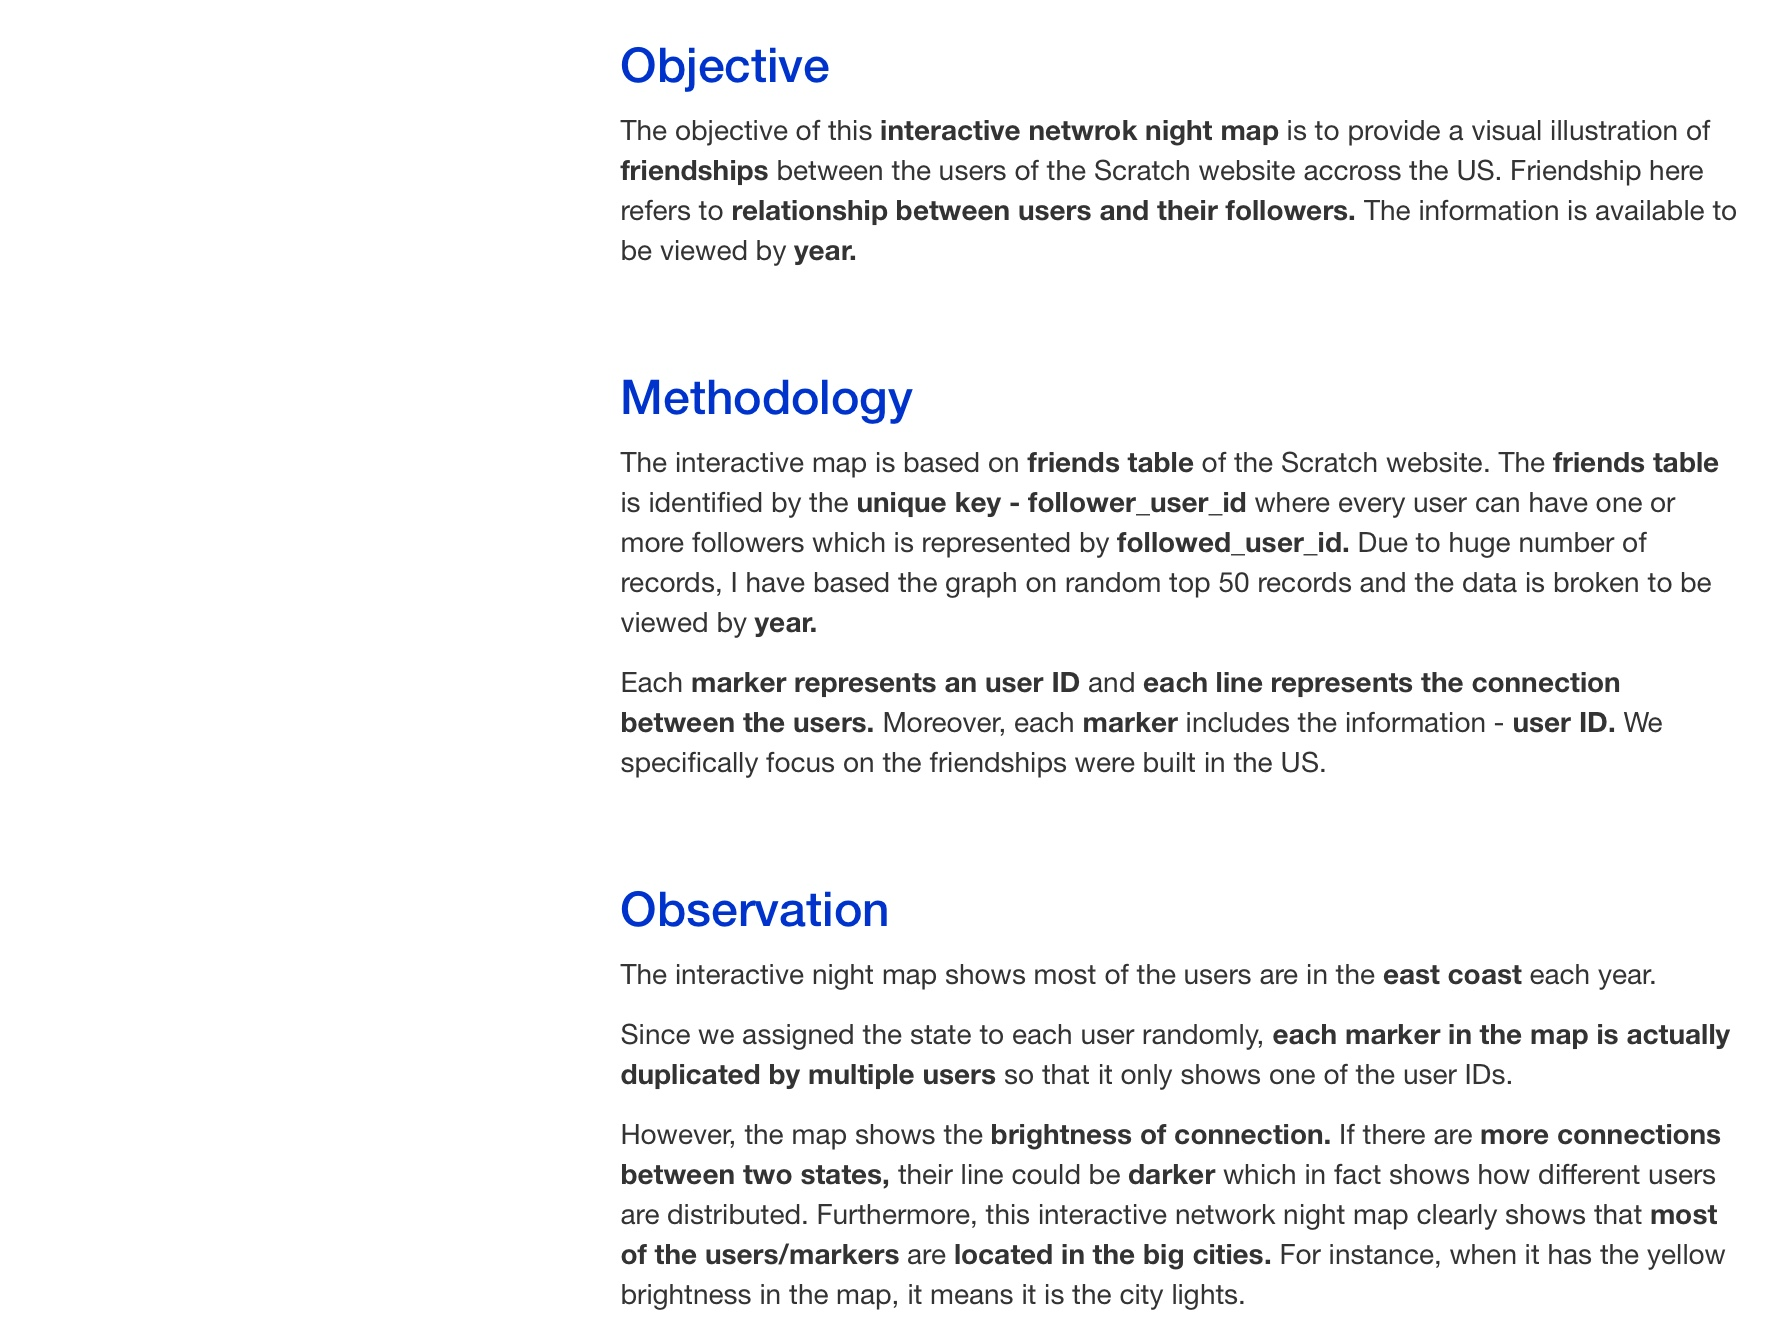 Objective
The objective of this interactive netwrok night map is to provide a visual illustration of
friendships between the users of the Scratch website accross the US. Friendship here
refers to relationship between users and their followers. The information is available to
be viewed by year.
Methodology
The interactive map is based on friends table of the Scratch website. The friends table
is identified by the unique key - follower_user_id where every user can have one or
more followers which is represented by followed_user_id. Due to huge number of
records, I have based the graph on random top 50 records and the data is broken to be
viewed by year.
Each marker represents an user ID and each line represents the connection
between the users. Moreover, each marker includes the information - user ID. We
specifically focus on the friendships were built in the US.
Observation
The interactive night map shows most of the users are in the east coast each year.
Since we assigned the state to each user randomly, each marker in the map is actually
duplicated by multiple users so that it only shows one of the user IDs.
However, the map shows the brightness of connection. If there are more connections
between two states, their line could be darker which in fact shows how different users
are distributed. Furthermore, this interactive network night map clearly shows that most
of the users/markers are located in the big cities. For instance, when it has the yellow
brightness in the map, it means it is the city lights.